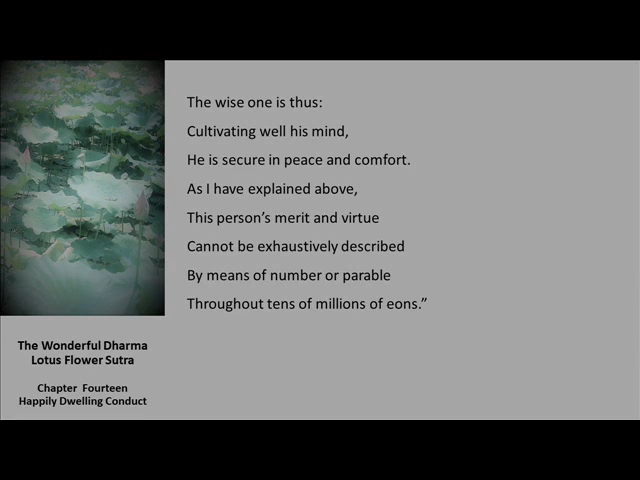 The wise one is thus:
Cultivating well his mind,
He is secure in peace and comfort.
As I have explained above,
This person’s merit and virtue
Cannot be exhaustively described
By means of number or parable
Throughout tens of millions of eons.”
The Wonderful Dharma
Lotus Flower Sutra
Chapter Fourteen
Happily Dwelling Conduct